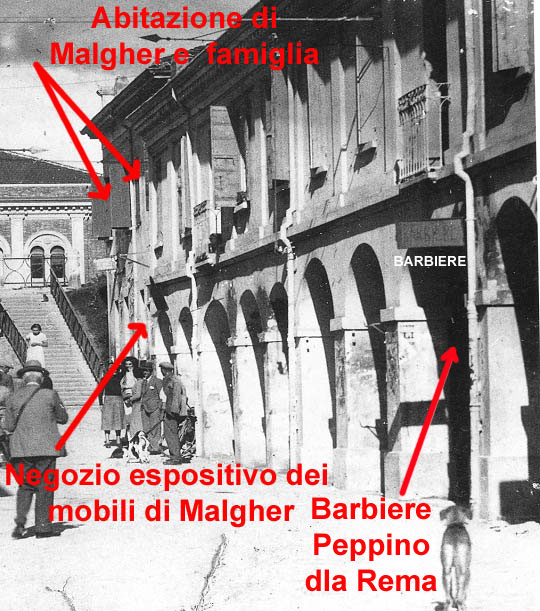 Abitazione di
Malgher e famiglia
BARBIERE
Negozio espositivo dei
mobili di Malgher
Barbiere
Peppino
dla Rema